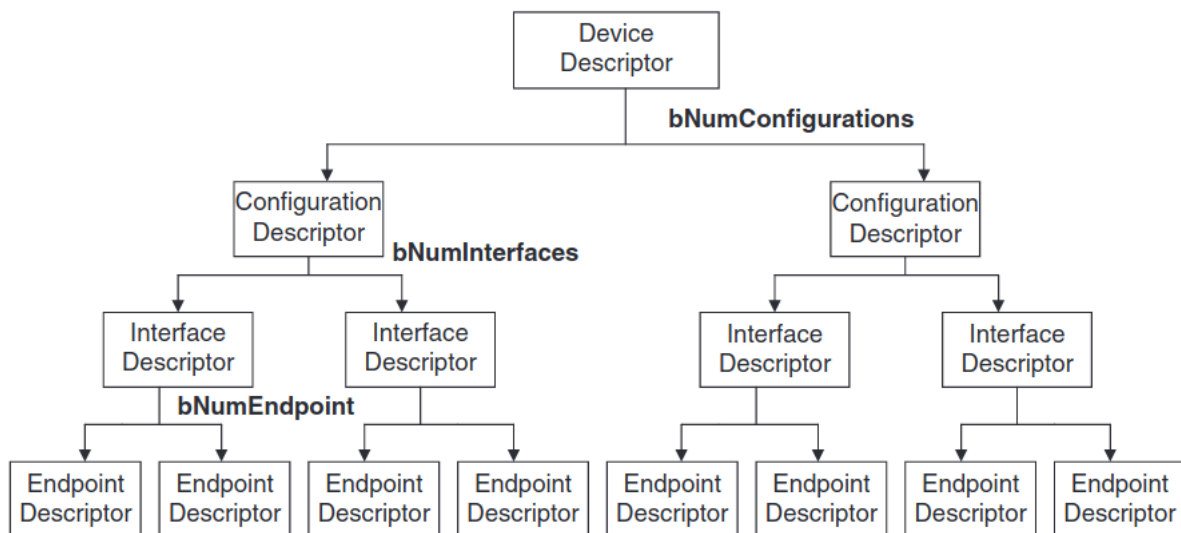 Device
Descriptor
bNumConfigurations
Configuration
Descriptor
Configuration
Descriptor
bNumInterfaces
Interface
Descriptor
Interface
Descriptor
Interface
Descriptor
Interface
Descriptor
bNumEndpoint
Endpoint
Descriptor
Endpoint
Descriptor
Endpoint
Descriptor
Endpoint
Descriptor
Endpoint
Descriptor
Endpoint
Descriptor
Endpoint
Descriptor
Endpoint
Descriptor